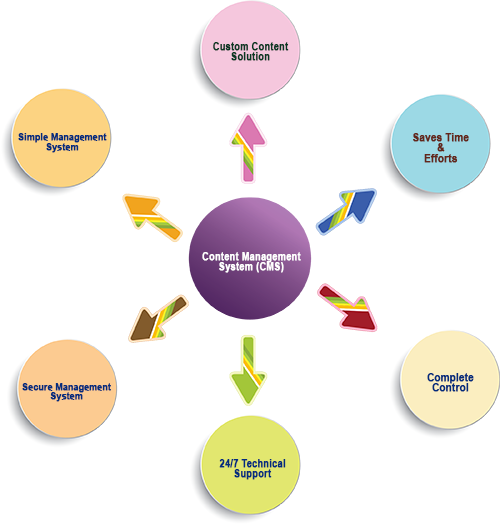 Custom Content
Solution
Simple Management
System
Saves Time
&
Efforts
Content Management
System (CMS)
Secure Management
System
Complete
Control
24/7 Technical
Support